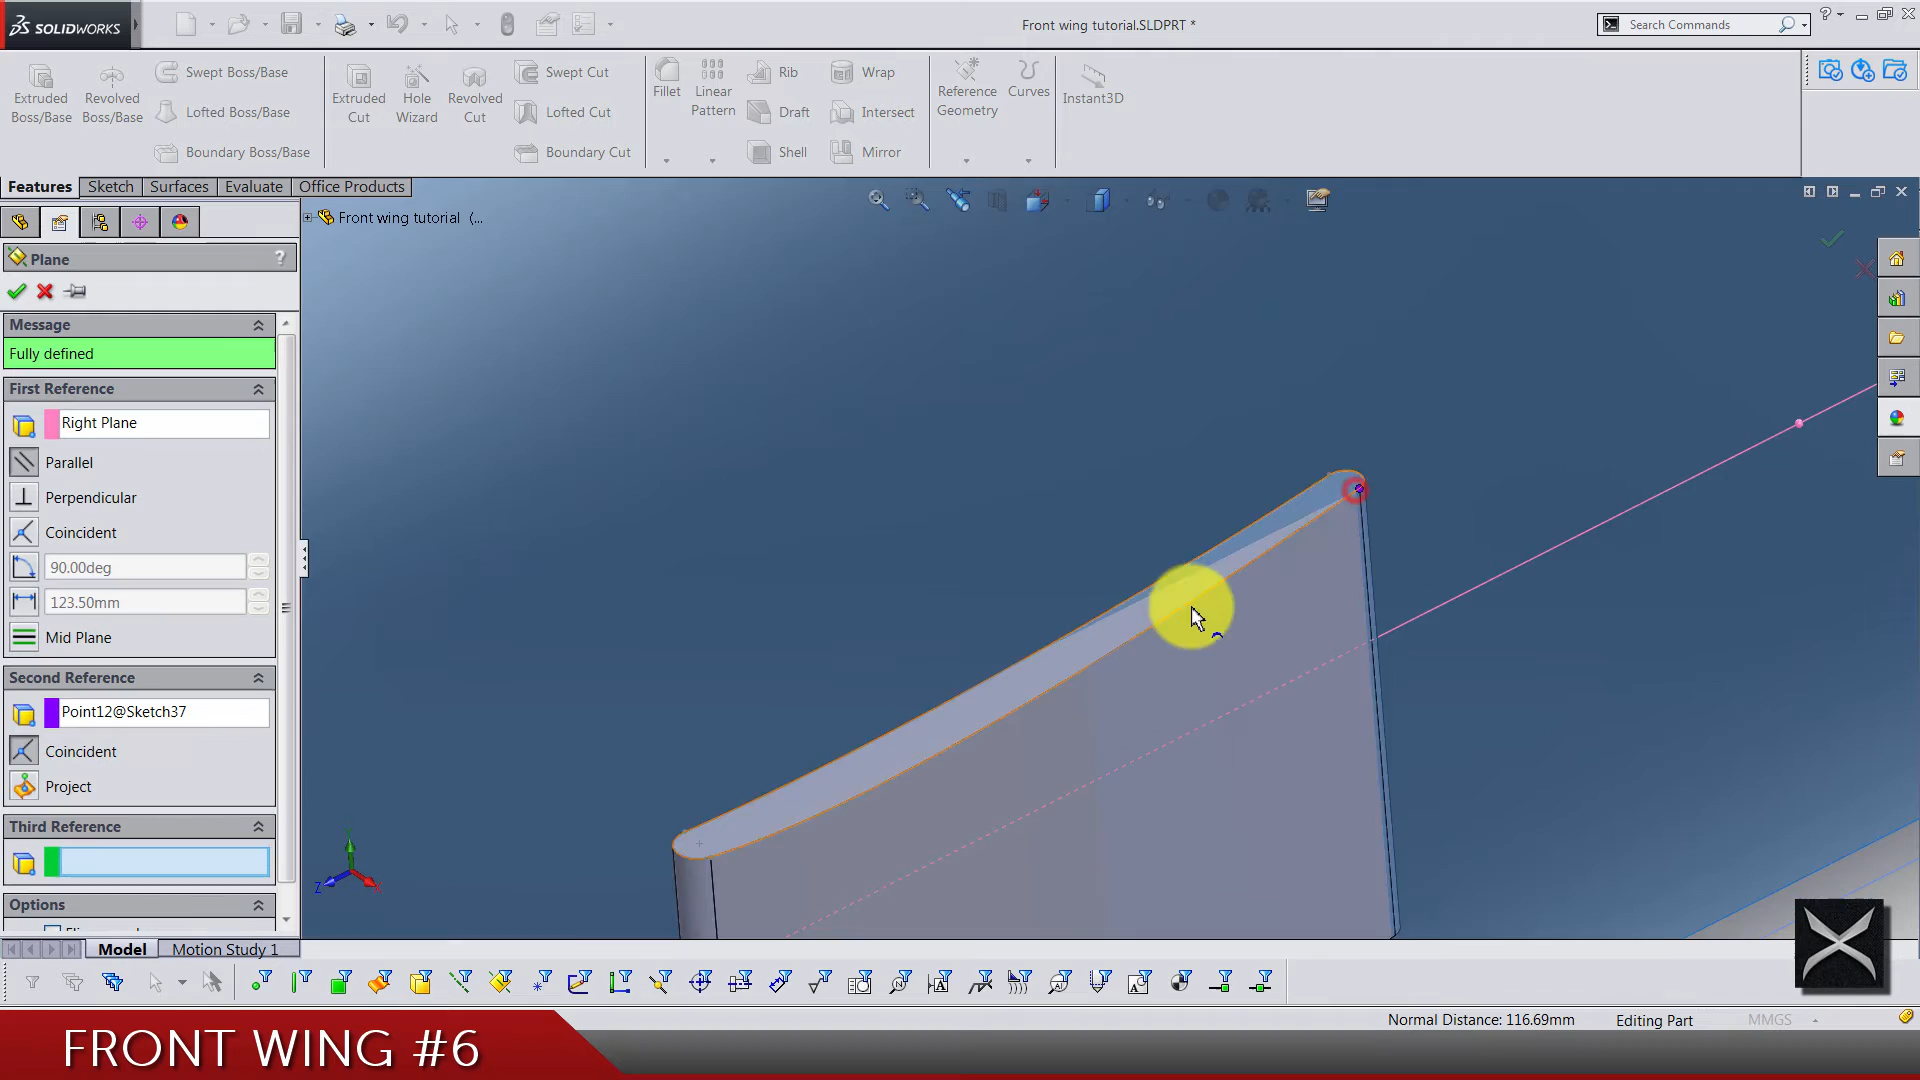 SOLIDWORKS
Front wing tutorial.SLDPRT *
Search Commands
Extruded Boss/Base
Revolved Boss/Base
Swept Boss/Base
Lofted Boss/Base
Boundary Boss/Base
Extruded Cut
Hole Wizard
Revolved Cut
Swept Cut
Lofted Cut
Boundary Cut
Fillet
Linear Pattern
Rib
Draft
Shell
Wrap
Intersect
Mirror
Reference Geometry
Curves
Instant3D
Features
Sketch
Surfaces
Evaluate
Office Products
Front wing tutorial (...
Plane
?
Message
Fully defined
First Reference
Right Plane
Parallel
Perpendicular
Coincident
90.00deg
123.50mm
Mid Plane
Second Reference
Point12@Sketch37
Coincident
Project
Third Reference
Options
Model
Motion Study 1
Normal Distance: 116.69mm
Editing Part
MMGS
FRONT WING #6